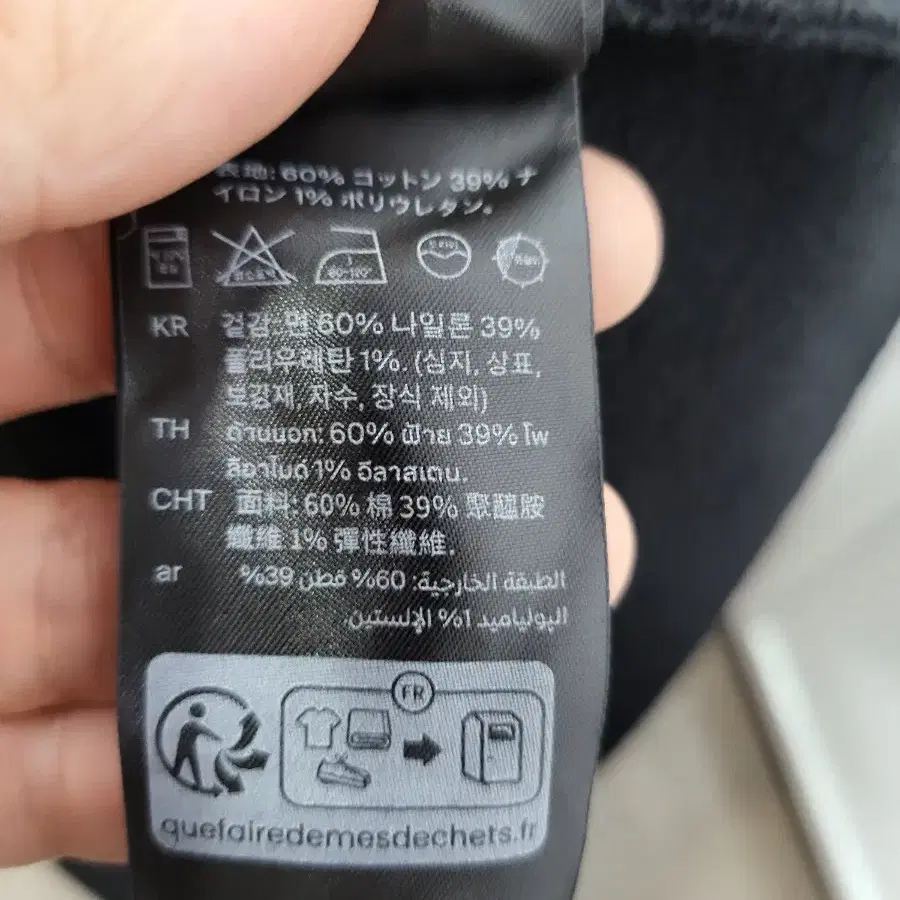 表地: 60% コットン 39% ナ
イロン 1% ポリウレタン.
80~120°
KR 겉감: 면 60% 나일론 39%
폴리우레탄 1%. (심지, 상표,
보강재, 자수, 장식 제외)
TH ด้านนอก: 60% ฝ้าย 39% โพ
ลีอาไมด์ 1% อีลาสเตน.
CHT 面料: 60% 棉 39% 聚醯胺
纖維 1% 彈性纖維.
ar الطبقة الخارجية: 60% قطن 39%
البولياميد 1% الإلستين
FR
quefairedemesdechets.fr